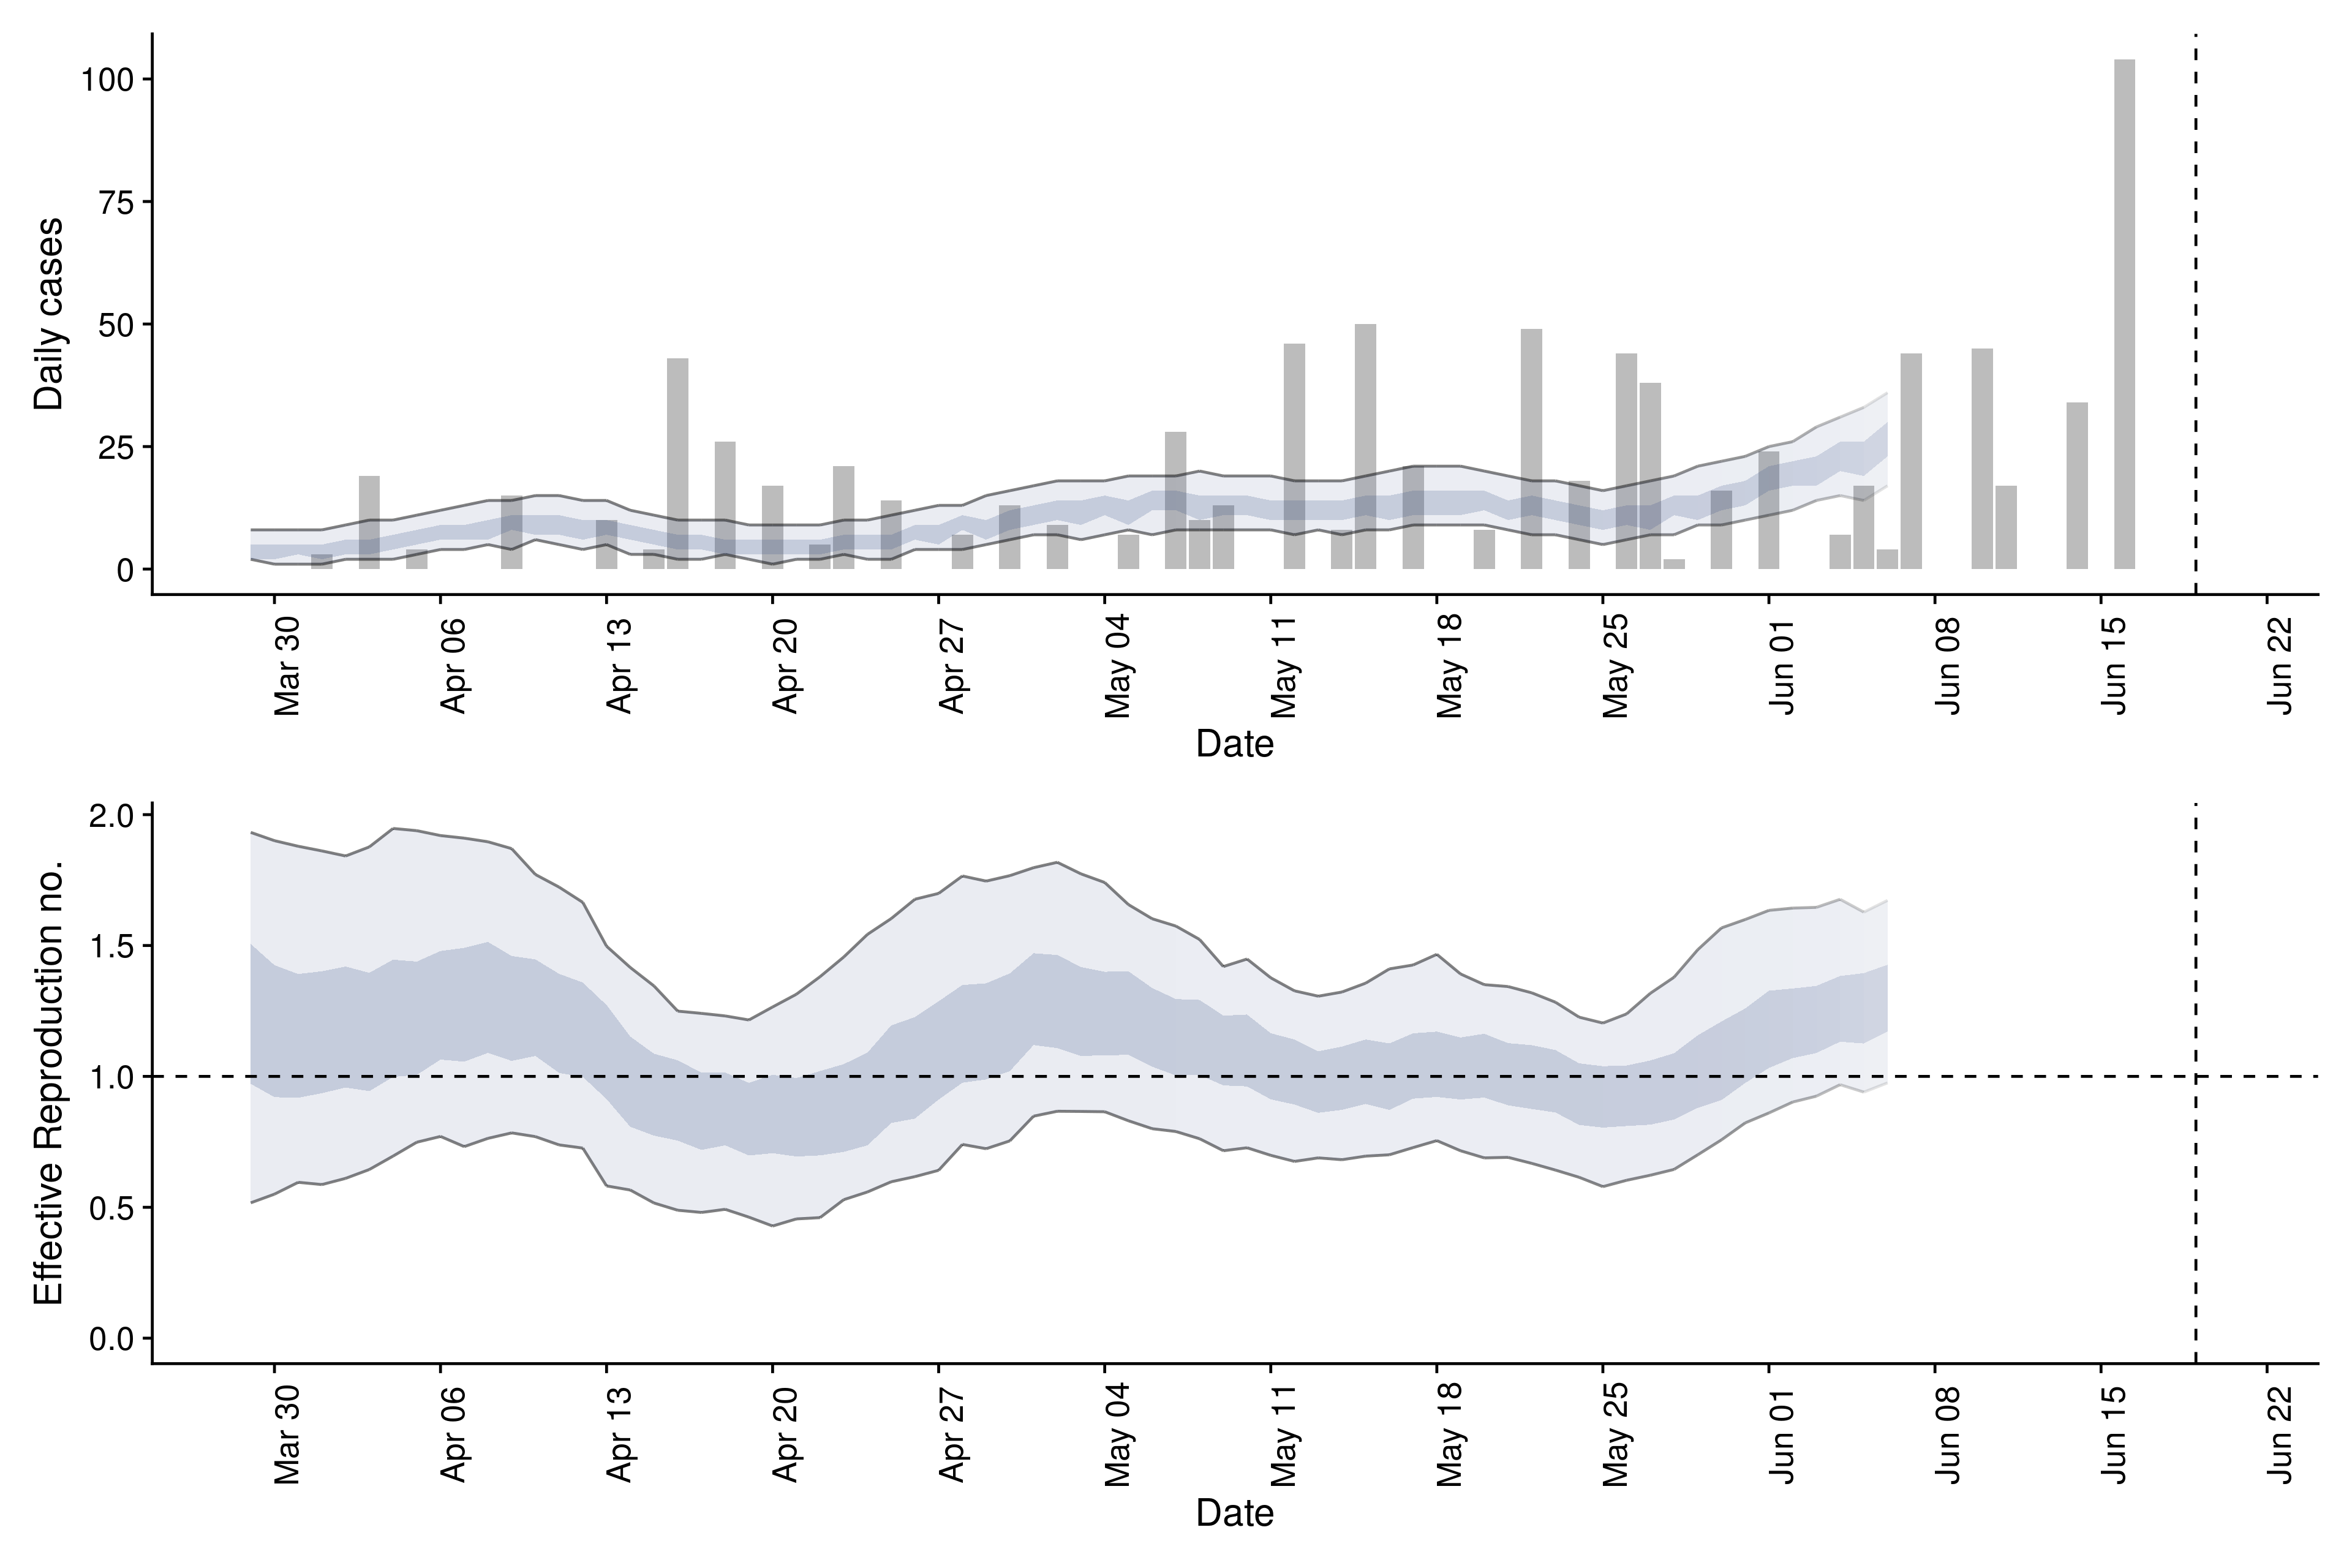 Daily cases
100
75
50
25
0
Mar 30
Apr 06
Apr 13
Apr 20
Apr 27
May 04
May 11
May 18
May 25
Jun 01
Jun 08
Jun 15
Jun 22
Date
Effective Reproduction no.
2.0
1.5
1.0
0.5
0.0
Mar 30
Apr 06
Apr 13
Apr 20
Apr 27
May 04
May 11
May 18
May 25
Jun 01
Jun 08
Jun 15
Jun 22
Date